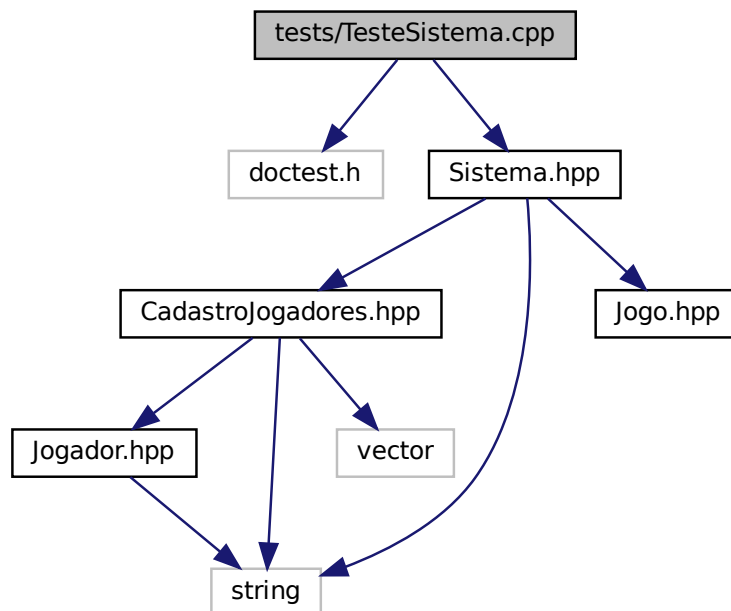 tests/TesteSistema.cpp
doctest.h
Sistema.hpp
CadastroJogadores.hpp
Jogo.hpp
Jogador.hpp
vector
string